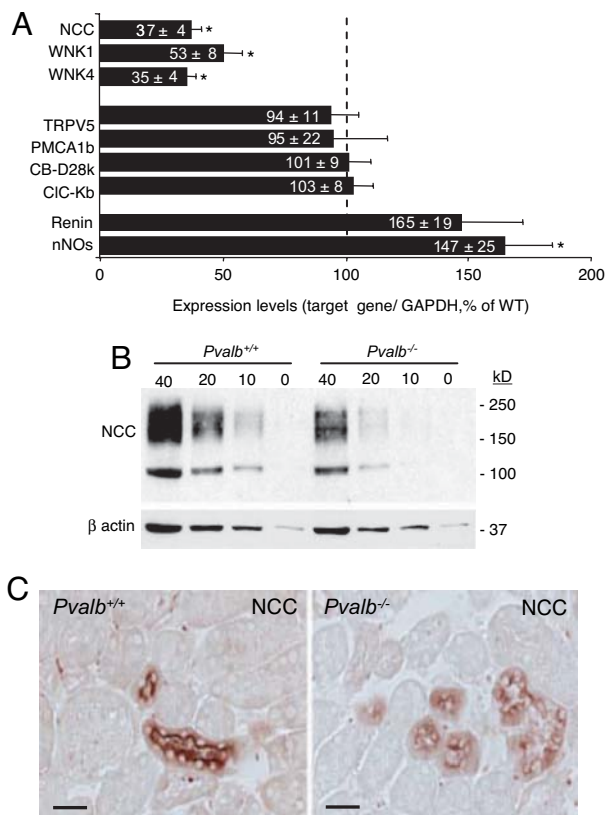 A
NCC 37 ± 4 *
WNK1 53 ± 8 *
WNK4 35 ± 4 *
TRPV5 94 ± 11
PMCA1b 95 ± 22
CB-D28k 101 ± 9
ClC-Kb 103 ± 8
Renin 165 ± 19
nNOs 147 ± 25 *
0 50 100 150 200
Expression levels (target gene/ GAPDH,% of WT)
B
Pvalb+/+ Pvalb-/-
40 20 10 0 40 20 10 0 kD
- 250
NCC
- 150
- 100
β actin - 37
C
Pvalb+/+ NCC Pvalb-/- NCC